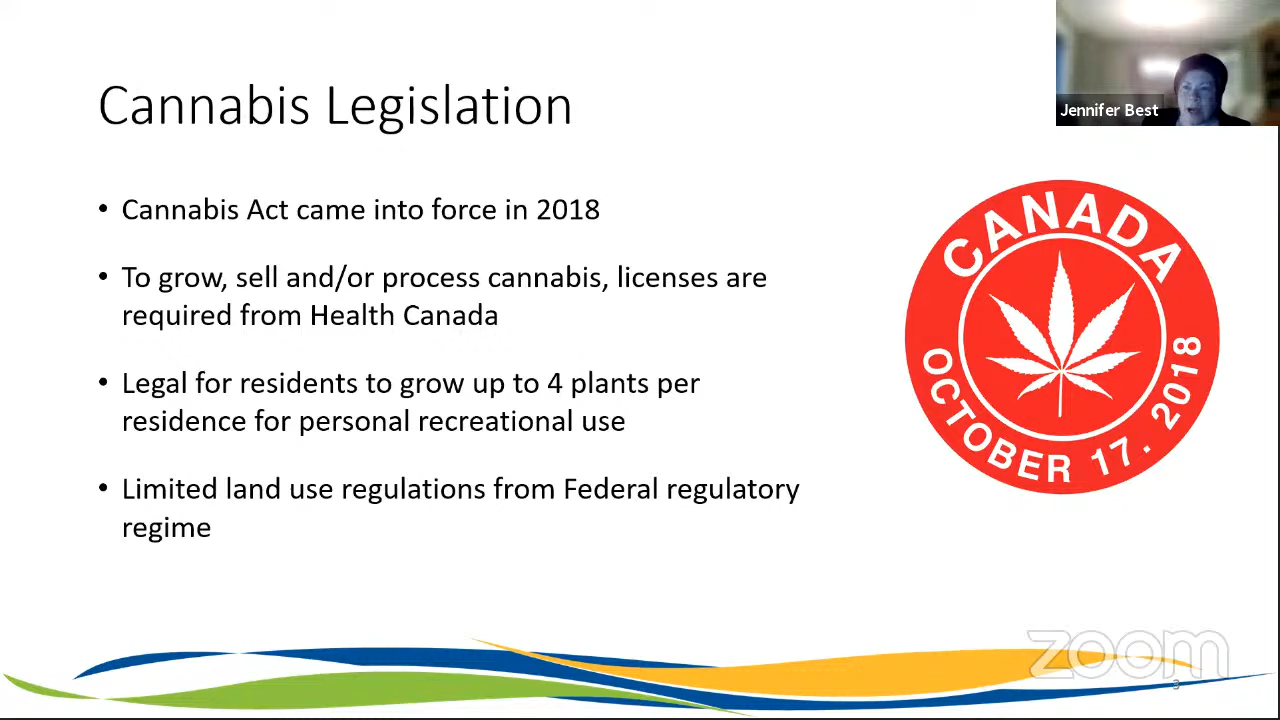 Cannabis Legislation
Jennifer Best
• Cannabis Act came into force in 2018
• To grow, sell and/or process cannabis, licenses are
required from Health Canada
• Legal for residents to grow up to 4 plants per
residence for personal recreational use
• Limited land use regulations from Federal regulatory
regime
CANADA
OCTOBER 17. 2018
zoom
3